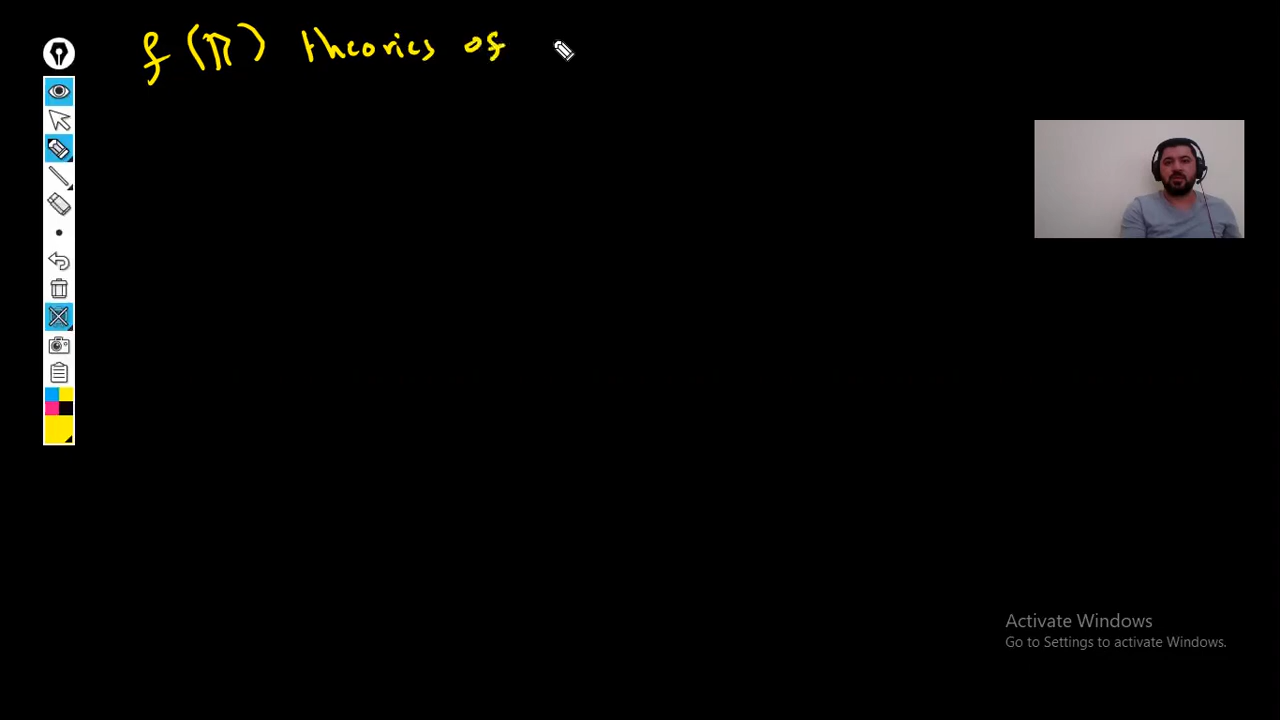 f(R) theories of
Activate Windows
Go to Settings to activate Windows.